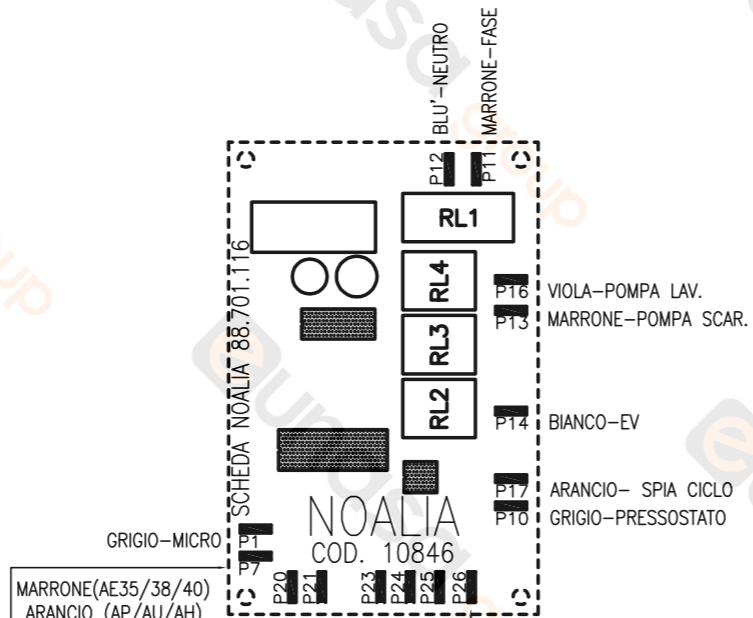 BLU'-NEUTRO
MARRONE-FASE
P12
P11
RL1
RL4
P16 VIOLA-POMPA LAV.
P13 MARRONE-POMPA SCAR.
RL3
RL2
P14 BIANCO-EV
SCHEDA NOALIA 88.701.116
P17 ARANCIO- SPIA CICLO
P10 GRIGIO-PRESSOSTATO
NOALIA
COD. 10846
GRIGIO-MICRO P1
P7
MARRONE(AE35/38/40)
ARANCIO (AP/AU/AH)
P20
P21
P23
P24
P25
P26
eunasa group